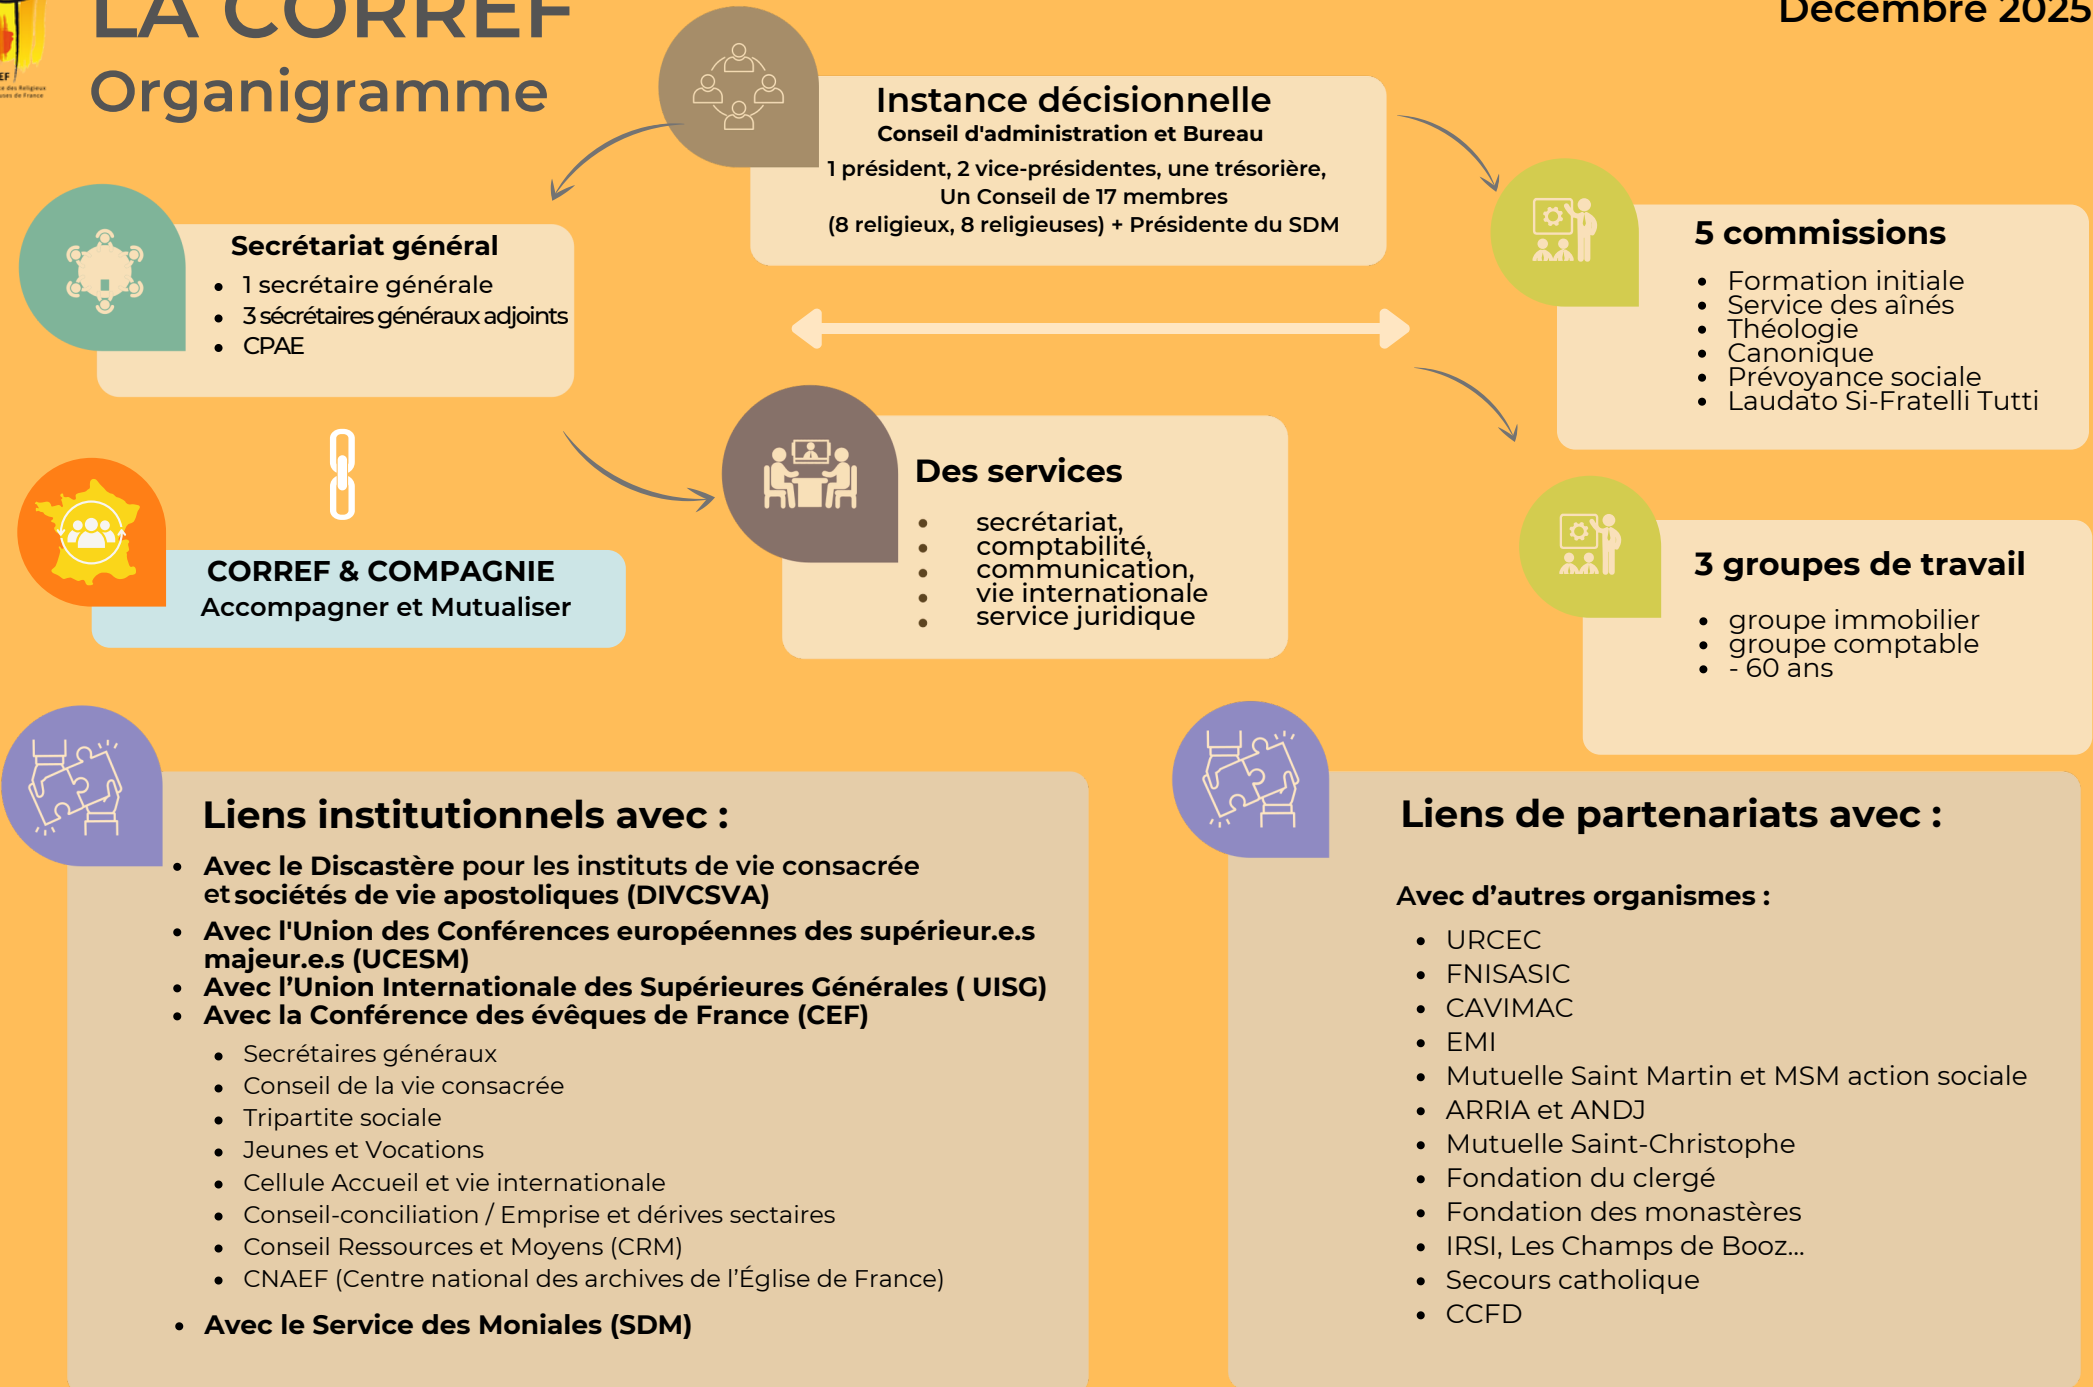 LA CORREF
Organigramme
Décembre 2025
EF
Instance décisionnelle
Conseil d'administration et Bureau
1 président, 2 vice-présidentes, une trésorière,
Un Conseil de 17 membres
(8 religieux, 8 religieuses) + Présidente du SDM
Secrétariat général
• 1 secrétaire générale
• 3 sécrétaires généraux adjoints
• CPAE
5 commissions
• Formation initiale
• Service des aînés
• Théologie
• Canonique
• Prévoyance sociale
• Laudato Si-Fratelli Tutti
CORREF & COMPAGNIE
Accompagner et Mutualiser
Des services
• secrétariat,
• comptabilité,
• communication,
• vie internationale
• service juridique
3 groupes de travail
• groupe immobilier
• groupe comptable
• - 60 ans
Liens institutionnels avec :
• Avec le Discastère pour les instituts de vie consacrée
et sociétés de vie apostoliques (DIVCSVA)
• Avec l'Union des Conférences européennes des supérieur.e.s
majeur.e.s (UCESM)
• Avec l’Union Internationale des Supérieures Générales ( UISG)
• Avec la Conférence des évêques de France (CEF)
• Secrétaires généraux
• Conseil de la vie consacrée
• Tripartite sociale
• Jeunes et Vocations
• Cellule Accueil et vie internationale
• Conseil-conciliation / Emprise et dérives sectaires
• Conseil Ressources et Moyens (CRM)
• CNAEF (Centre national des archives de l’Église de France)
• Avec le Service des Moniales (SDM)
Liens de partenariats avec :
Avec d’autres organismes :
• URCEC
• FNISASIC
• CAVIMAC
• EMI
• Mutuelle Saint Martin et MSM action sociale
• ARRIA et ANDJ
• Mutuelle Saint-Christophe
• Fondation du clergé
• Fondation des monastères
• IRSI, Les Champs de Booz...
• Secours catholique
• CCFD